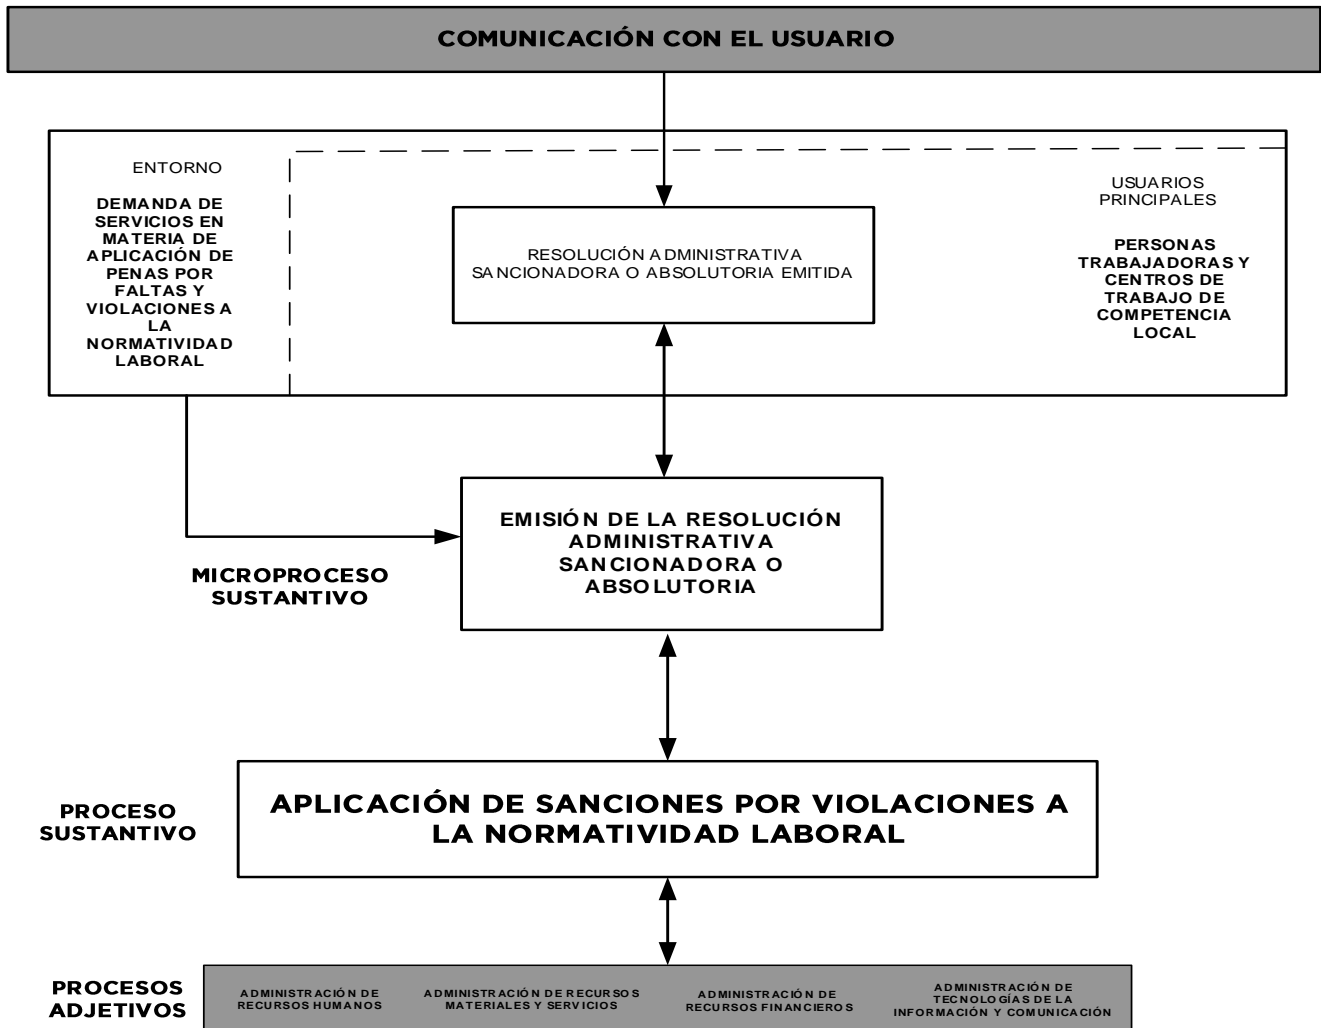 COMUNICACIÓN CON EL USUARIO
ENTORNO
DEMANDA DE
SERVICIOS EN
MATERIA DE
APLICACIÓN DE
PENAS POR
FALTAS Y
VIOLACIONES A
LA
NORMATIVIDAD
LABORAL
RESOLUCIÓN ADMINISTRATIVA
SANCIONADORA O ABSOLUTORIA EMITIDA
USUARIOS
PRINCIPALES
PERSONAS
TRABAJADORAS Y
CENTROS DE
TRABAJO DE
COMPETENCIA
LOCAL
EMISIÓN DE LA RESOLUCIÓN
ADMINISTRATIVA
SANCIONADORA O
ABSOLUTORIA
MICROPROCESO
SUSTANTIVO
PROCESO
SUSTANTIVO
APLICACIÓN DE SANCIONES POR VIOLACIONES A
LA NORMATIVIDAD LABORAL
PROCESOS
ADJETIVOS
ADMINISTRACIÓN DE
RECURSOS HUMANOS
ADMINISTRACIÓN DE RECURSOS
MATERIALES Y SERVICIOS
ADMINISTRACIÓN DE
RECURSOS FINANCIEROS
ADMINISTRACIÓN DE
TECNOLOGÍAS DE LA
INFORMACIÓN Y COMUNICACIÓN